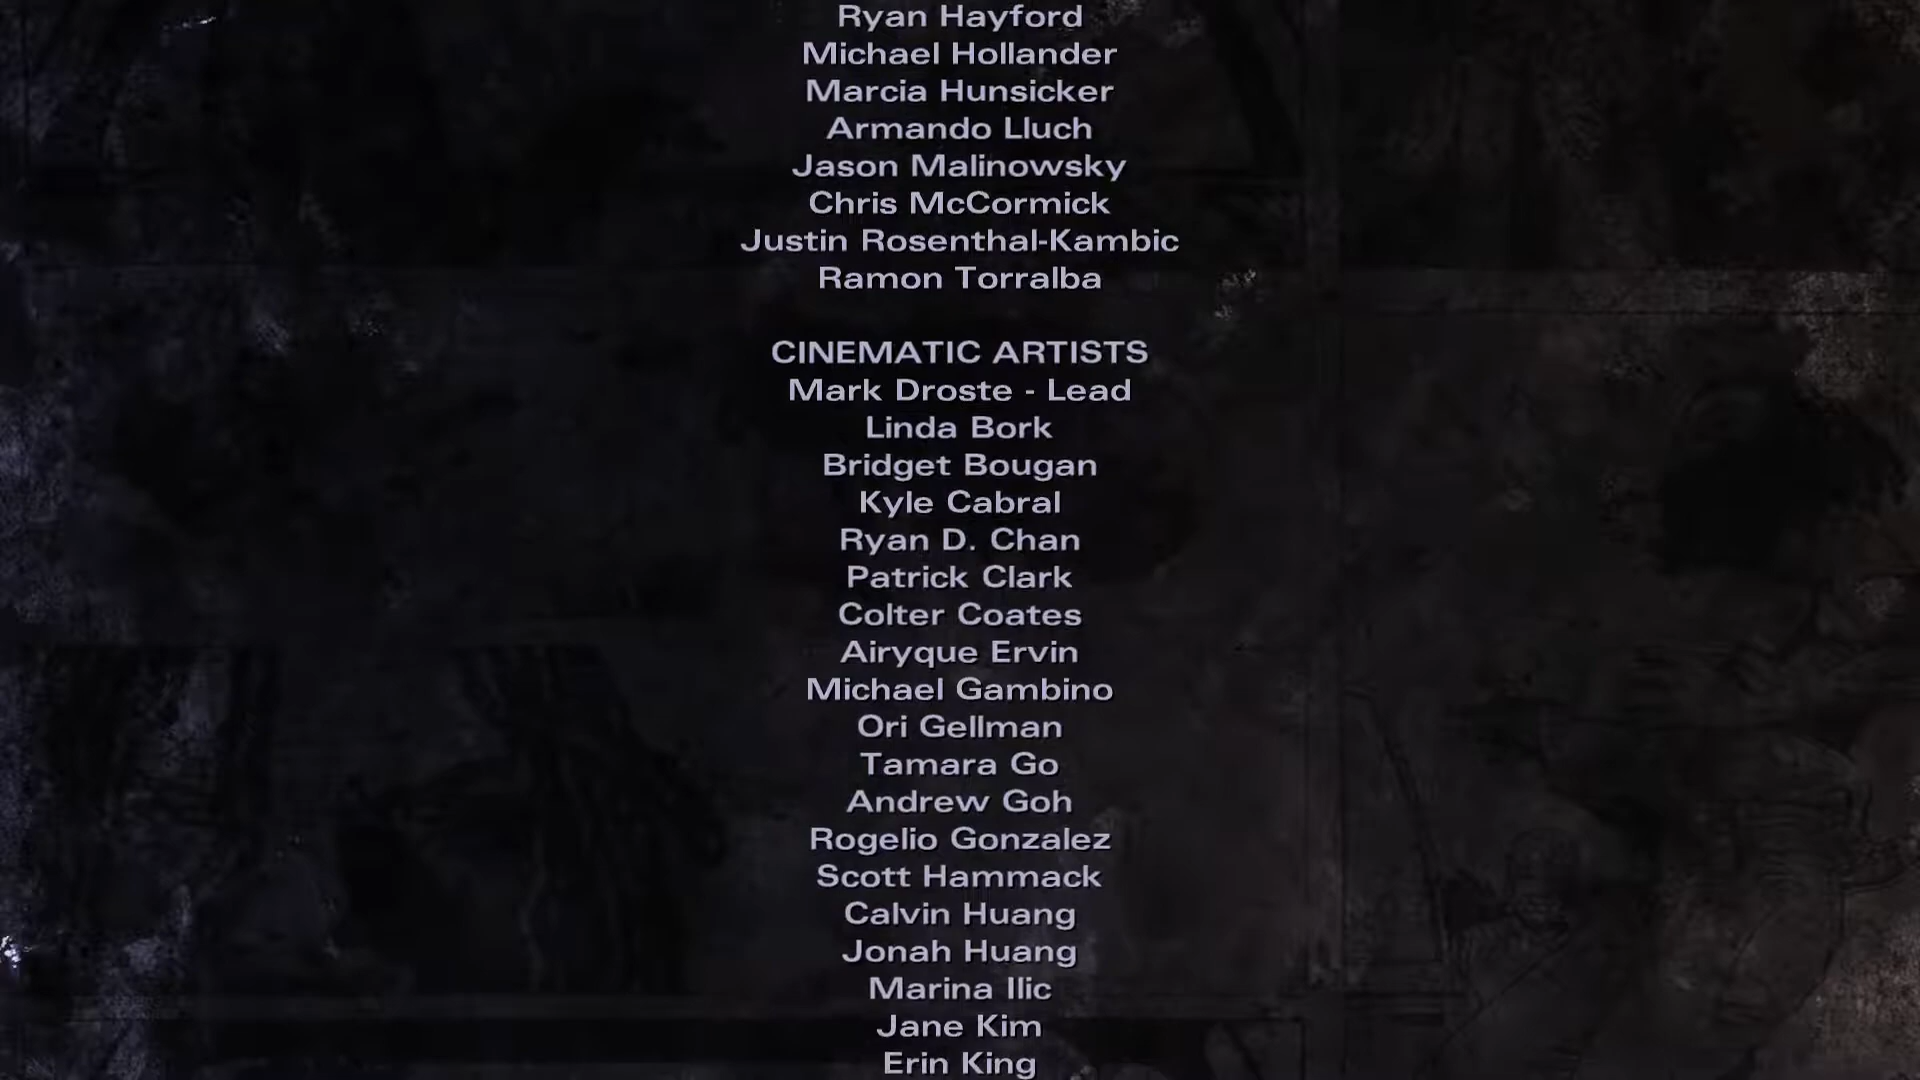 Ryan Hayford
Michael Hollander
Marcia Hunsicker
Armando Lluch
Jason Malinowsky
Chris McCormick
Justin Rosenthal-Kambic
Ramon Torralba
CINEMATIC ARTISTS
Mark Droste - Lead
Linda Bork
Bridget Bougan
Kyle Cabral
Ryan D. Chan
Patrick Clark
Colter Coates
Airyque Ervin
Michael Gambino
Ori Gellman
Tamara Go
Andrew Goh
Rogelio Gonzalez
Scott Hammack
Calvin Huang
Jonah Huang
Marina Ilic
Jane Kim
Erin King